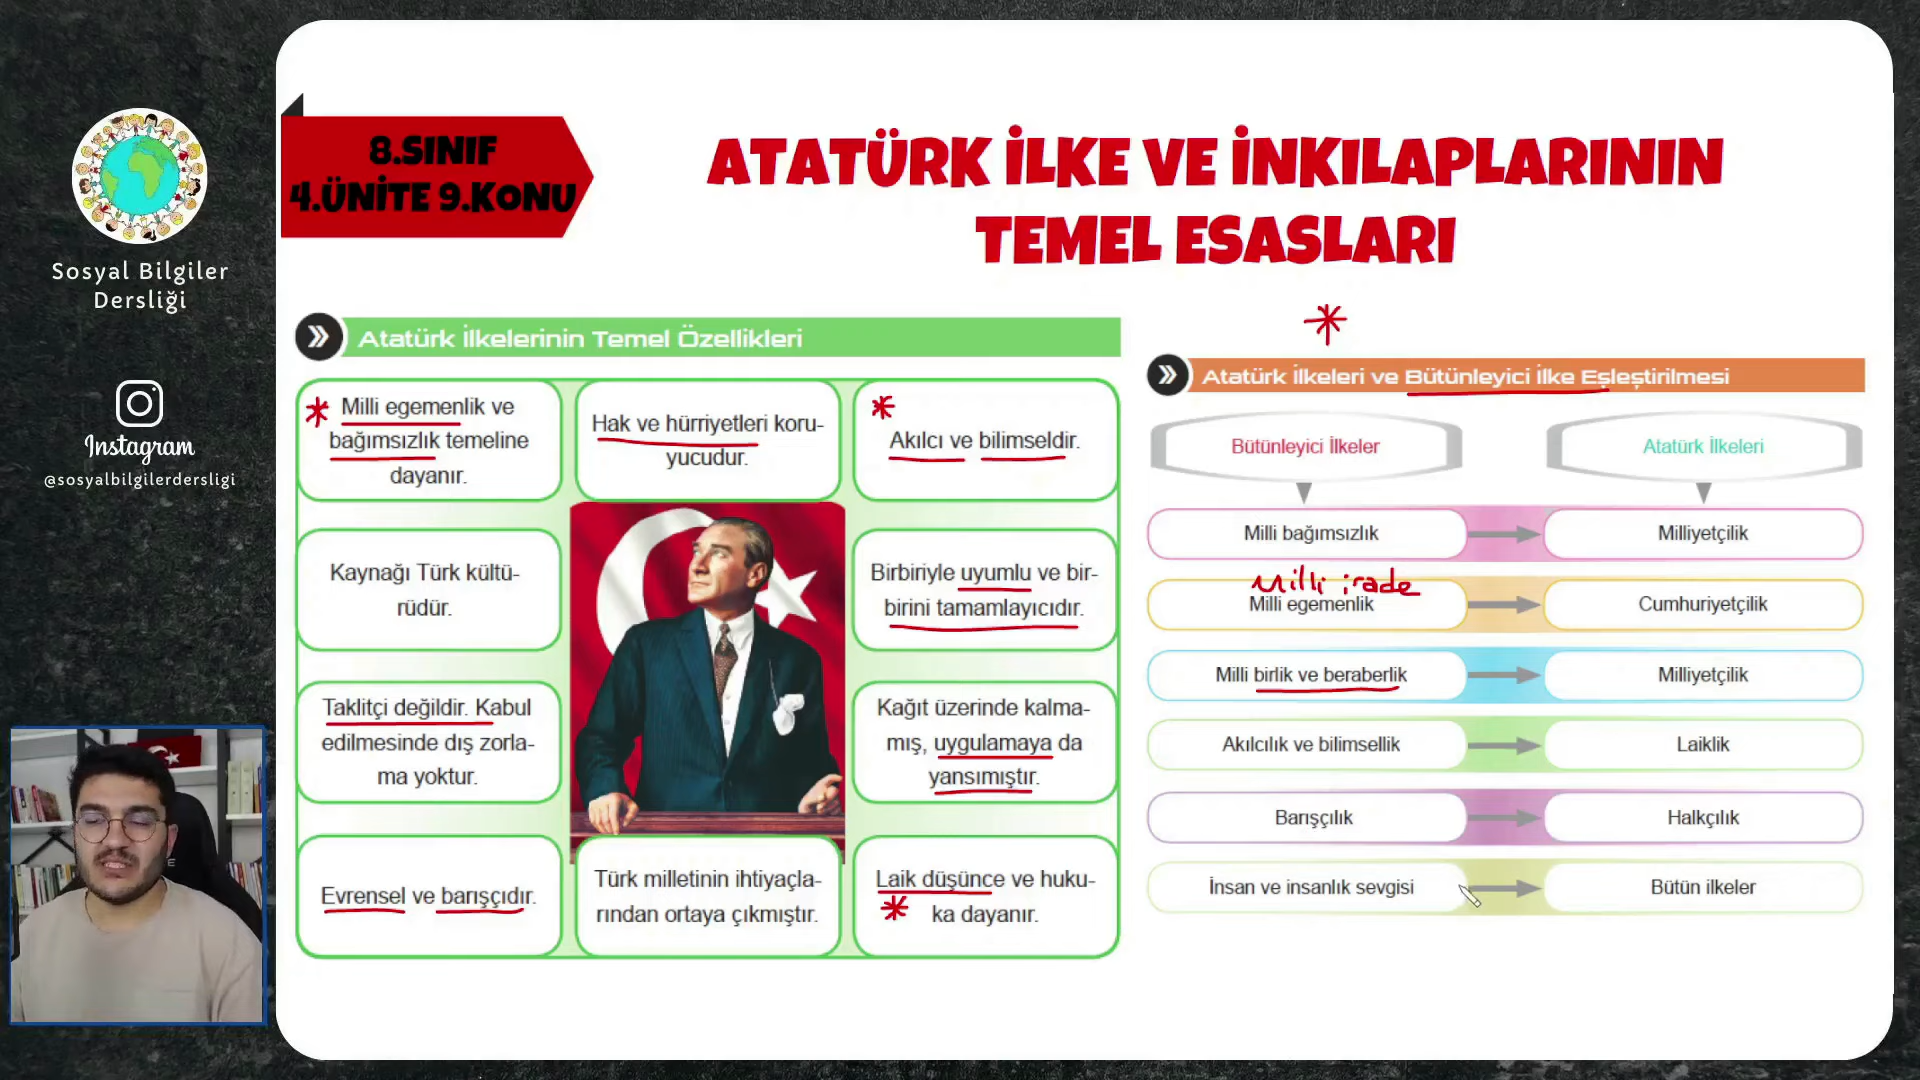 8.SINIF
4.ÜNİTE 9.KONU
ATATÜRK İLKE VE İNKILAPLARININ
TEMEL ESASLARI
Sosyal Bilgiler
Dersliği
Instagram
@sosyalbilgilerdersligi
Atatürk İlkelerinin Temel Özellikleri
Milli egemenlik ve
bağımsızlık temeline
dayanır.
Hak ve hürriyetleri koru-
yucudur.
Akılcı ve bilimseldir.
Kaynağı Türk kültü-
rüdür.
Birbiriyle uyumlu ve bir-
birini tamamlayıcıdır.
Taklitçi değildir. Kabul
edilmesinde dış zorla-
ma yoktur.
Kağıt üzerinde kalma-
mış, uygulamaya da
yansımıştır.
Evrensel ve barışçıdır.
Türk milletinin ihtiyaçla-
rından ortaya çıkmıştır.
Laik düşünce ve huku-
ka dayanır.
Atatürk İlkeleri ve Bütünleyici İlke Eşleştirilmesi
Bütünleyici İlkeler
Atatürk İlkeleri
Milli bağımsızlık
Milliyetçilik
Milli irade
Milli egemenlik
Cumhuriyetçilik
Milli birlik ve beraberlik
Milliyetçilik
Akılcılık ve bilimsellik
Laiklik
Barışçılık
Halkçılık
İnsan ve insanlık sevgisi
Bütün ilkeler